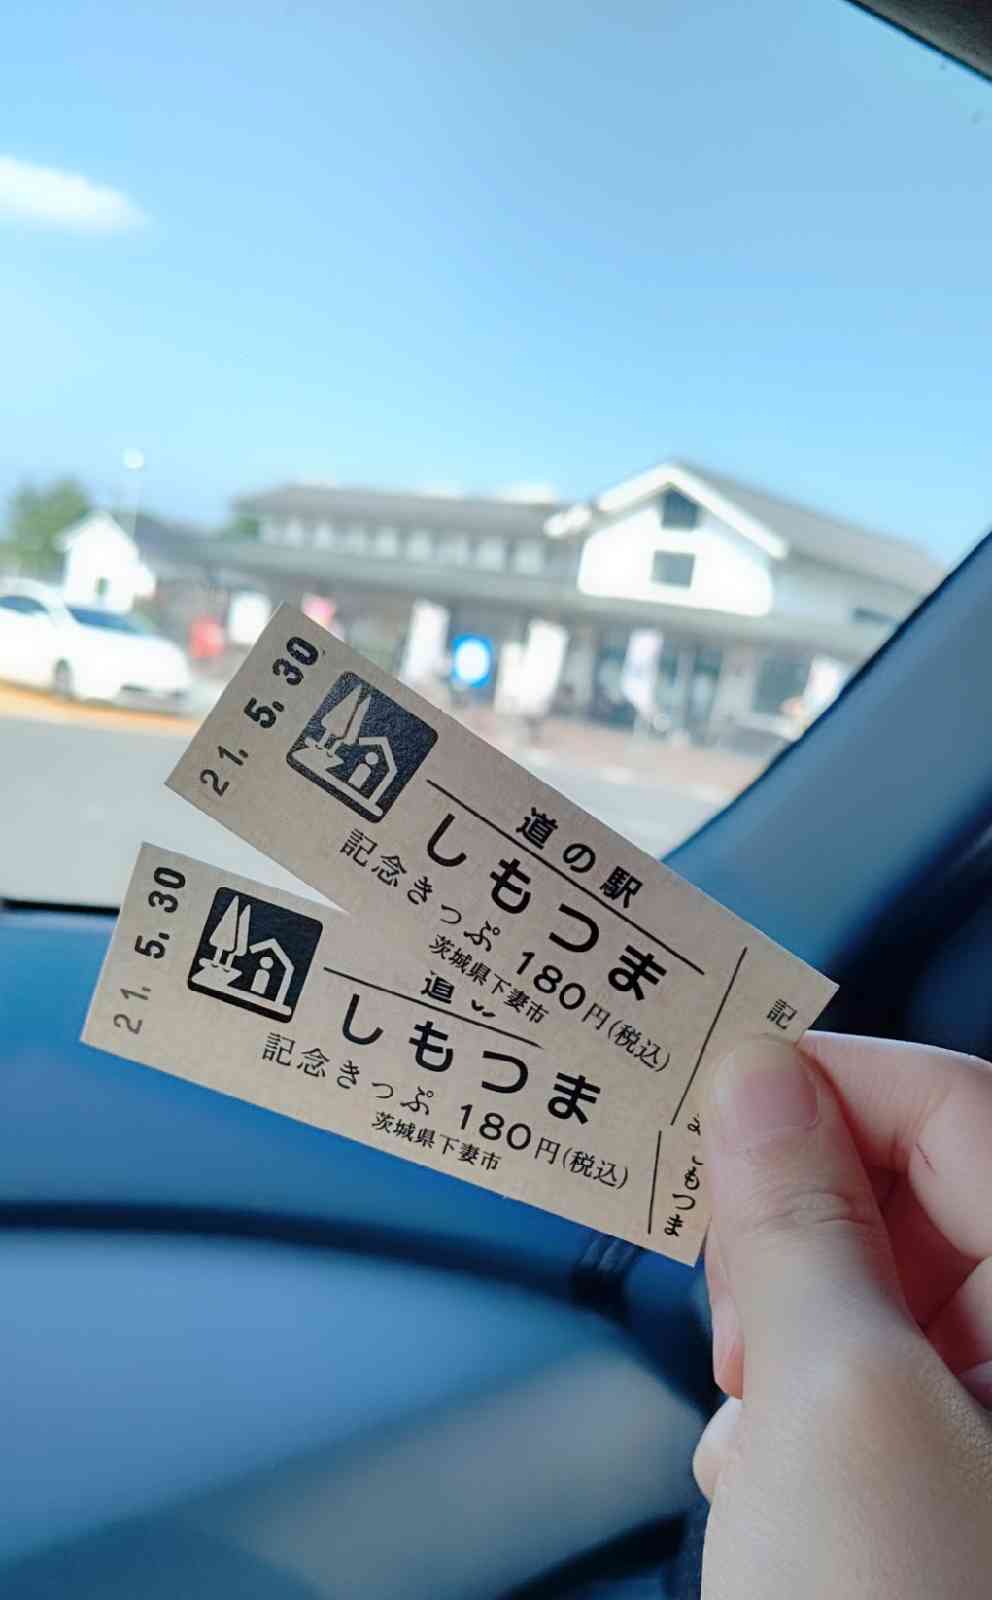 21. 5. 30
道の駅
しもつま
記念きっぷ 180円(税込)
茨城県下妻市
記
21. 5. 30
道
しもつま
記念きっぷ 180円(税込)
茨城県下妻市
もつま